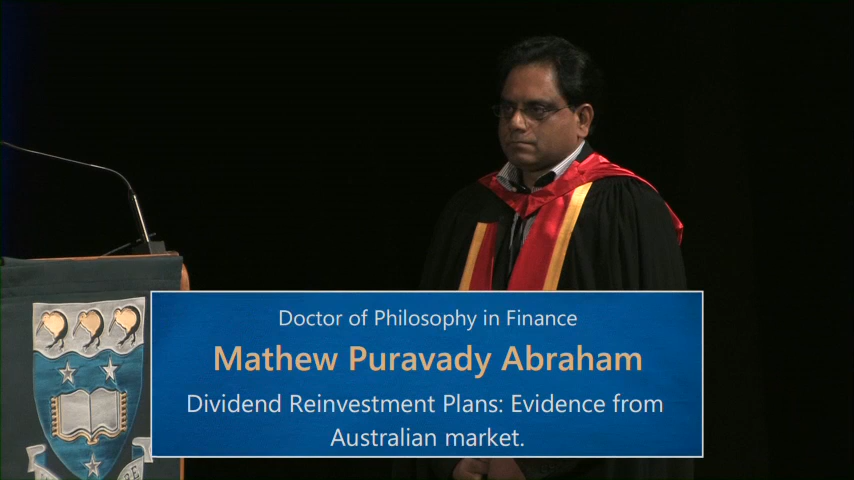 Doctor of Philosophy in Finance
Mathew Puravady Abraham
Dividend Reinvestment Plans: Evidence from
Australian market.